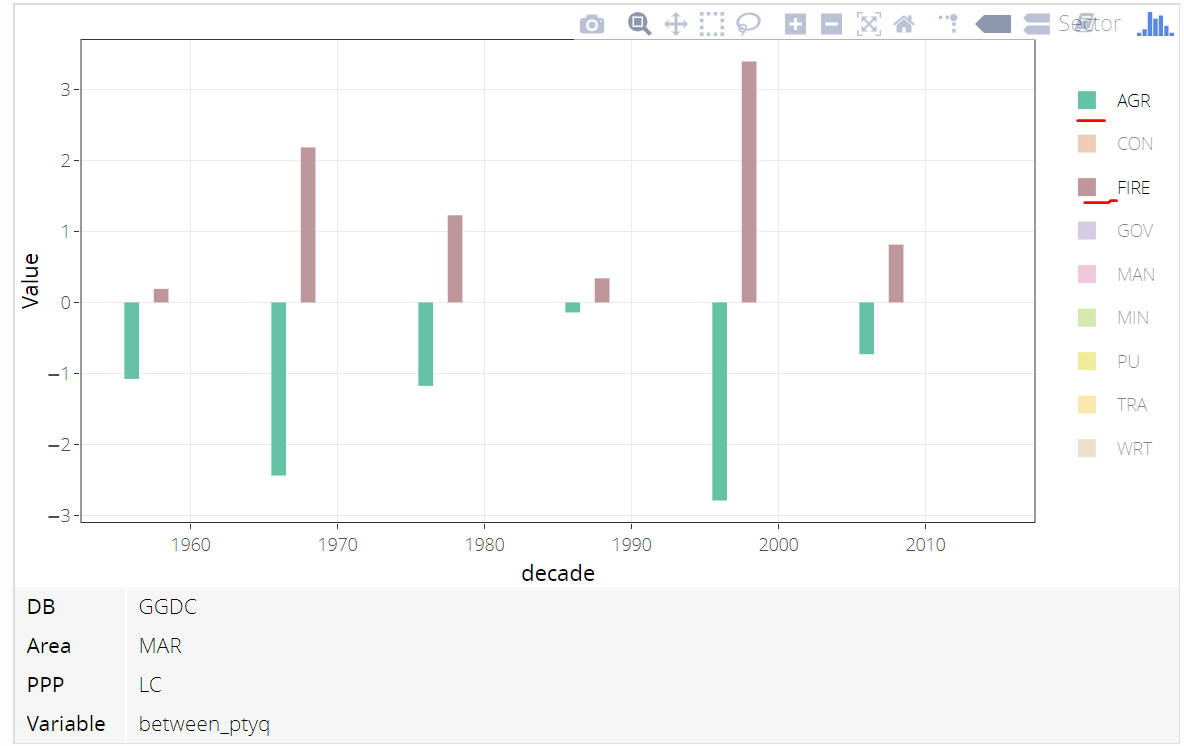 Sector
3
2
1
0
−1
−2
−3
Value
1960 1970 1980 1990 2000 2010
decade
AGR
CON
FIRE
GOV
MAN
MIN
PU
TRA
WRT
DB GGDC
Area MAR
PPP LC
Variable between_ptyq